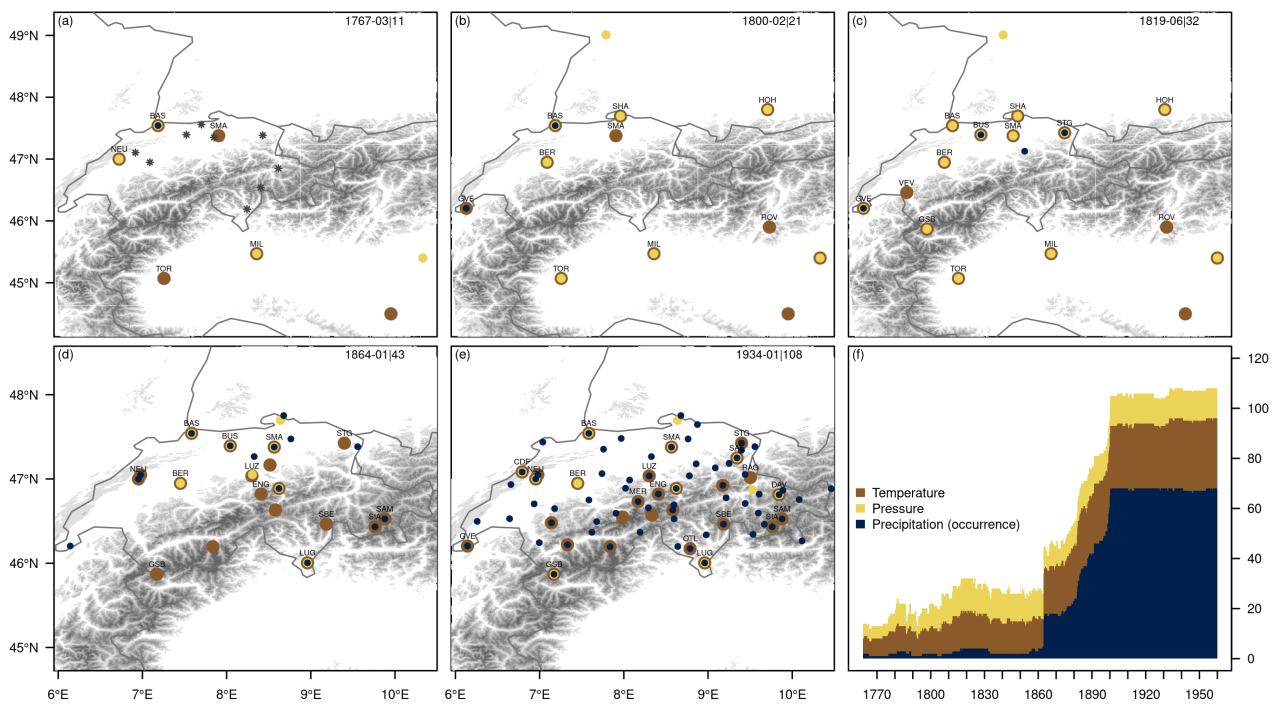 (a) 1767-03|11
BAS
SMA
NEU
MIL
TOR
49°N
48°N
47°N
46°N
45°N
(b) 1800-02|21
HOH
SHA
BAS
SMA
BER
GVE
ROV
MIL
TOR
(c) 1819-06|32
HOH
SHA
BAS
BUS
SMA
STG
BER
VEV
GVE
GSB
ROV
MIL
TOR
(d) 1864-01|43
BAS
BUS
SMA
STG
NEU
BER
LUZ
ENG
SBE
SAM
SIA
LUG
GSB
48°N
47°N
46°N
45°N
6°E 7°E 8°E 9°E 10°E
(e) 1934-01|108
BAS
SMA
STG
CDF
NEU
BER
LUZ
RAG
ENG
MER
DAV
SBE
SAM
SIA
GVE
OTL
LUG
GSB
6°E 7°E 8°E 9°E 10°E
(f)
Temperature
Pressure
Precipitation (occurrence)
120
100
80
60
40
20
0
1770 1800 1830 1860 1890 1920 1950